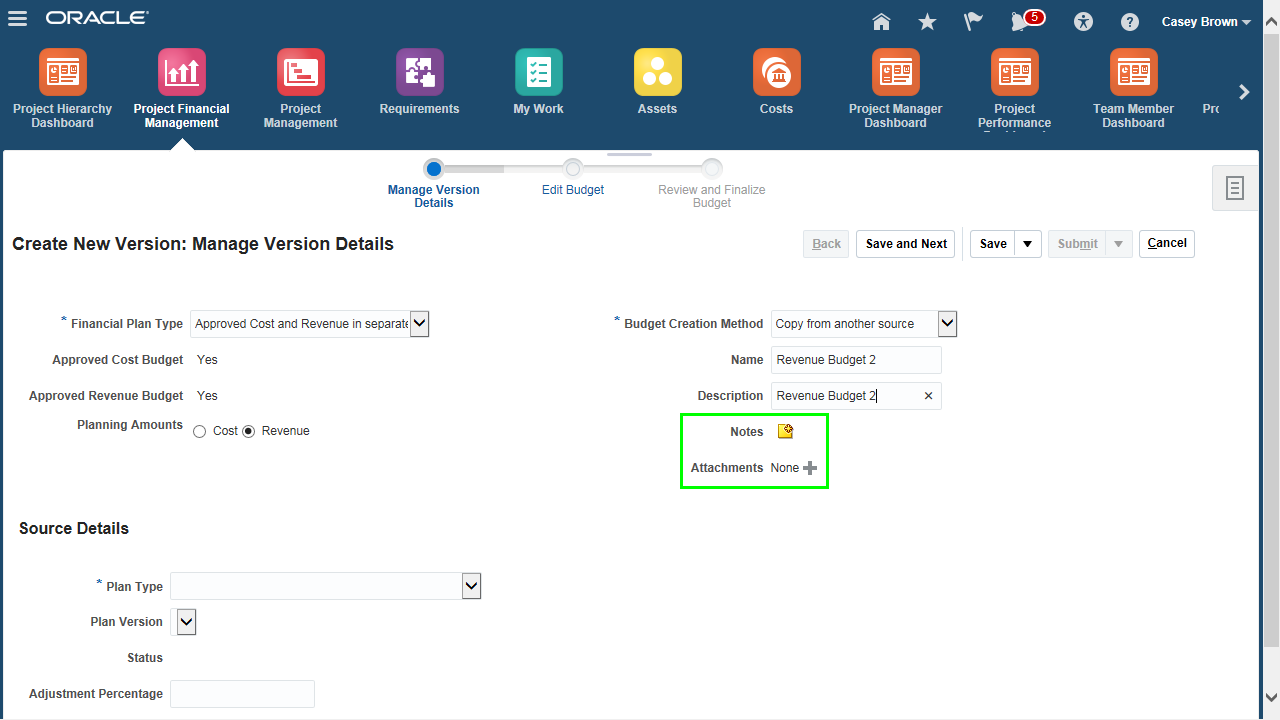 ORACLE
5
Casey Brown
Project Hierarchy
Dashboard
Project Financial
Management
Project
Management
Requirements
My Work
Assets
Costs
Project Manager
Dashboard
Project
Performance
Team Member
Dashboard
Manage Version
Details
Edit Budget
Review and Finalize
Budget
Create New Version: Manage Version Details
Back
Save and Next
Save
Submit
Cancel
* Financial Plan Type Approved Cost and Revenue in separate
Approved Cost Budget Yes
Approved Revenue Budget Yes
Planning Amounts Cost Revenue
* Budget Creation Method Copy from another source
Name Revenue Budget 2
Description Revenue Budget 2
Notes
Attachments None
Source Details
* Plan Type
Plan Version
Status
Adjustment Percentage